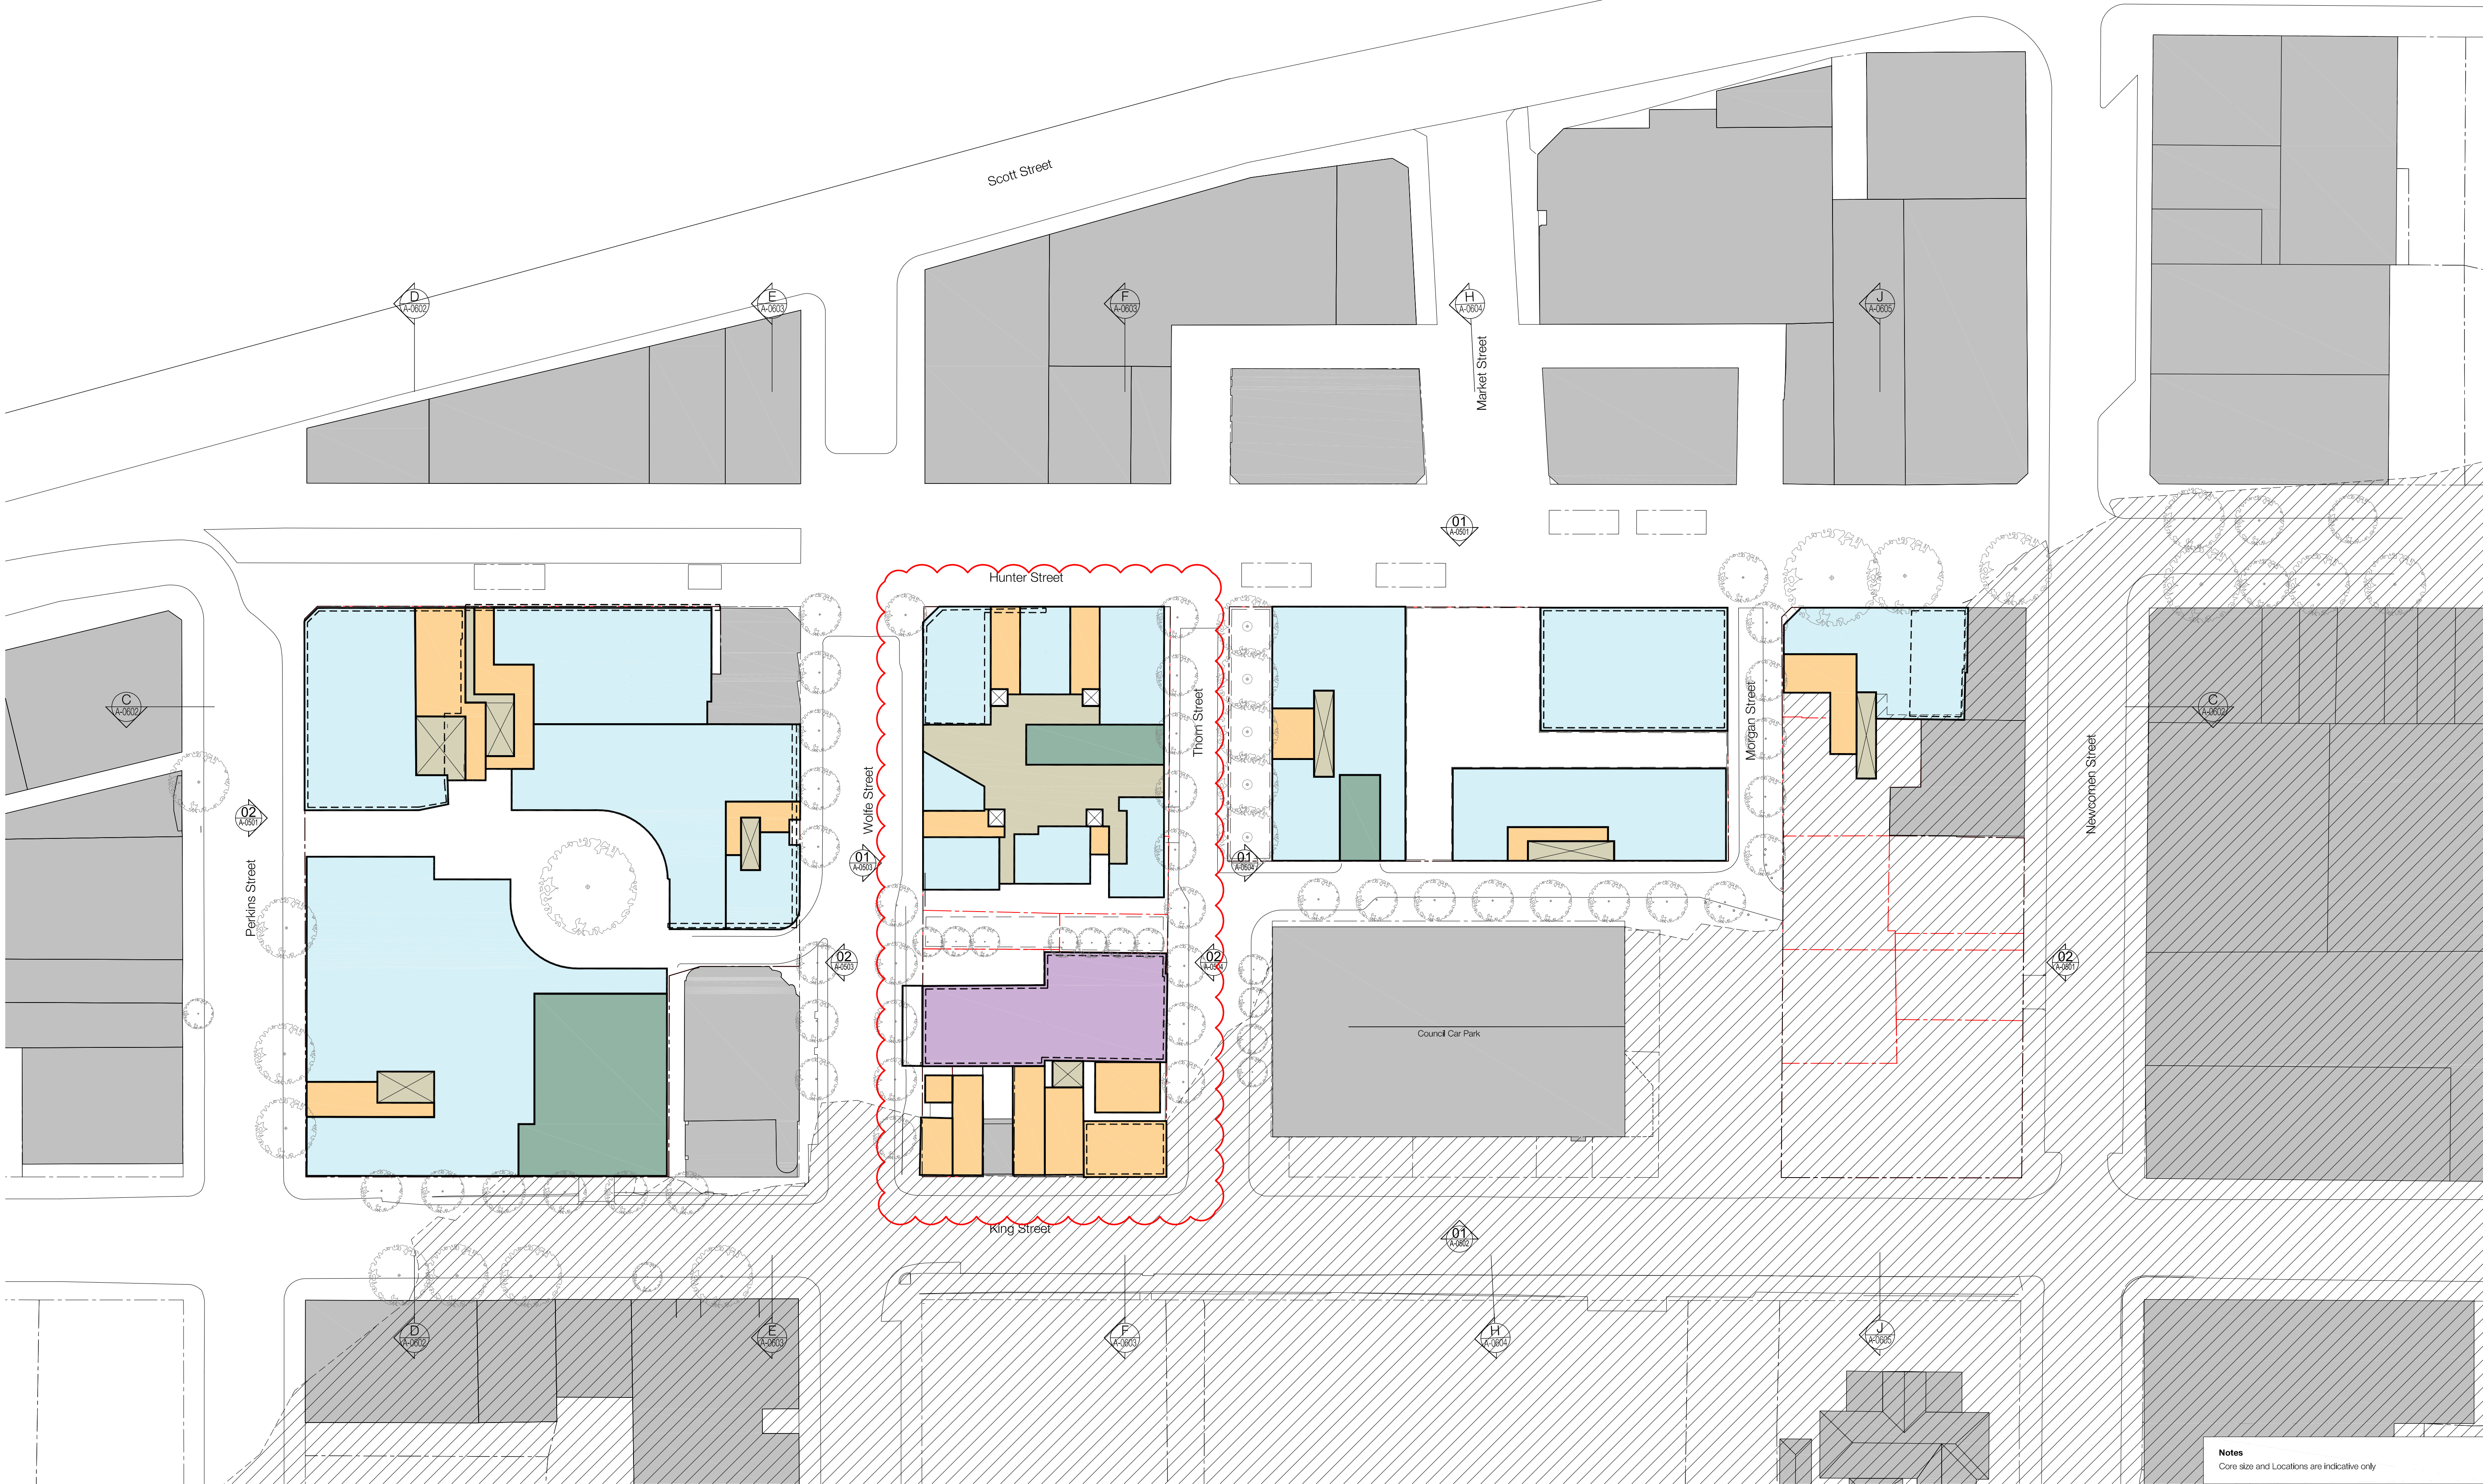 Scott Street
D
A-0602
E
A-0603
F
A-0603
H
A-0604
J
A-0605
Market Street
01
A-0501
Hunter Street
C
A-0602
C
A-0602
Thorn Street
Morgan Street
Newcomen Street
Wolfe Street
02
A-0501
Perkins Street
01
A-0503
01
A-0504
02
A-0503
02
A-0504
02
A-0501
Council Car Park
King Street
01
A-0502
D
A-0602
E
A-0603
F
A-0603
H
A-0604
J
A-0605
Notes
Core size and Locations are indicative only